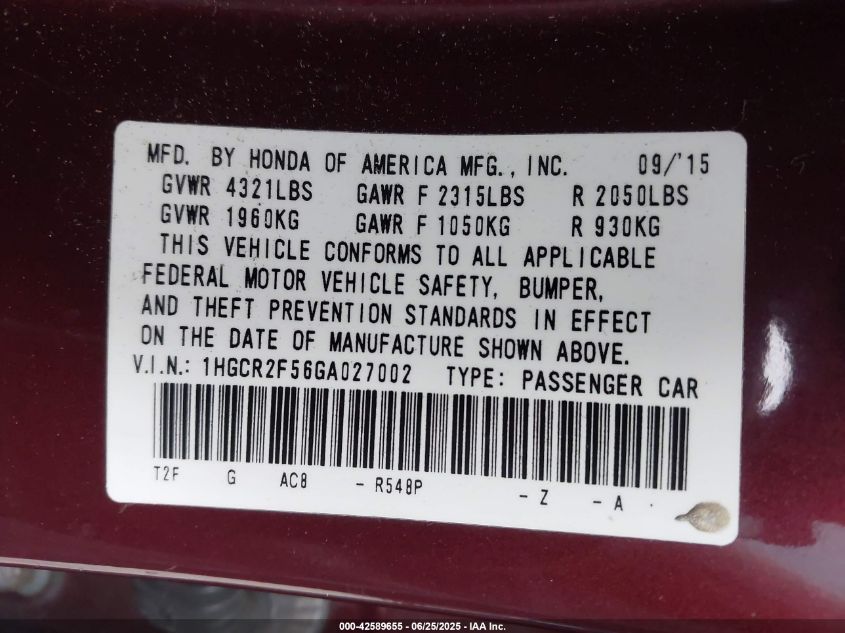 MFD. BY HONDA OF AMERICA MFG., INC. 09/'15
GVWR 4321LBS GAWR F 2315LBS R 2050LBS
GVWR 1960KG GAWR F 1050KG R 930KG
THIS VEHICLE CONFORMS TO ALL APPLICABLE
FEDERAL MOTOR VEHICLE SAFETY, BUMPER,
AND THEFT PREVENTION STANDARDS IN EFFECT
ON THE DATE OF MANUFACTURE SHOWN ABOVE.
V.I.N.: 1HGCR2F56GA027002 TYPE: PASSENGER CAR
T2F G AC8 - R548P - Z - A
000-42589655 - 06/25/2025 - IAA Inc.